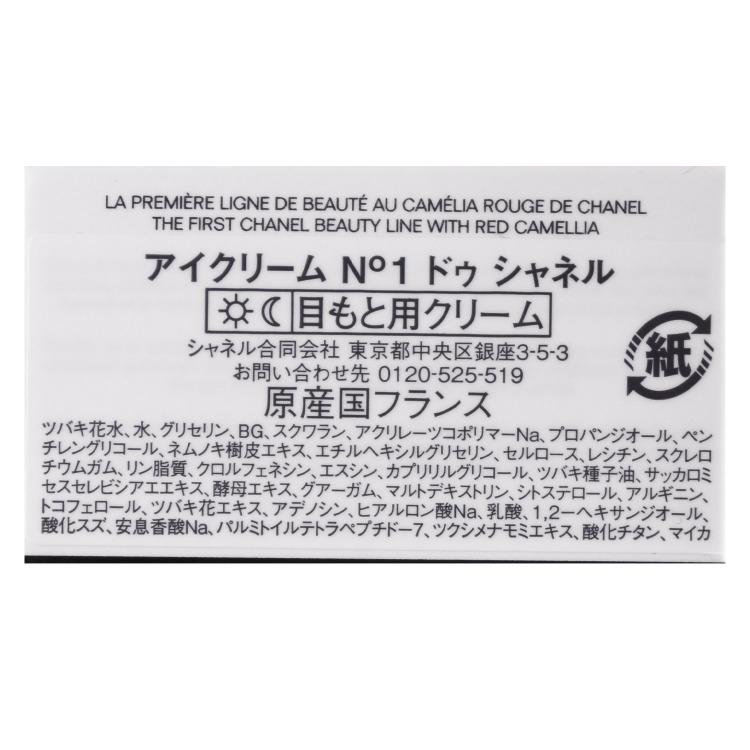 LA PREMIÈRE LIGNE DE BEAUTÉ AU CAMÉLIA ROUGE DE CHANEL
THE FIRST CHANEL BEAUTY LINE WITH RED CAMELLIA
アイクリーム Nº1 ドゥ シャネル
目もと用クリーム
シャネル合同会社 東京都中央区銀座3-5-3
お問い合わせ先 0120-525-519
原産国フランス
紙
ツバキ花水、水、グリセリン、BG、スクワラン、アクリレーツコポリマーNa、プロパンジオール、ペン
チレングリコール、ネムノキ樹皮エキス、エチルヘキシルグリセリン、セルロース、レシチン、スクレロ
チウムガム、リン脂質、クロルフェネシン、エスシン、カプリリルグリコール、ツバキ種子油、サッカロミ
セスセレビシアエエキス、酵母エキス、グアーガム、マルトデキストリン、シトステロール、アルギニン、
トコフェロール、ツバキ花エキス、アデノシン、ヒアルロン酸Na、乳酸、1,2-ヘキサンジオール、
酸化スズ、安息香酸Na、パルミトイルテトラペプチド-7、ツクシメナモミエキス、酸化チタン、マイカ